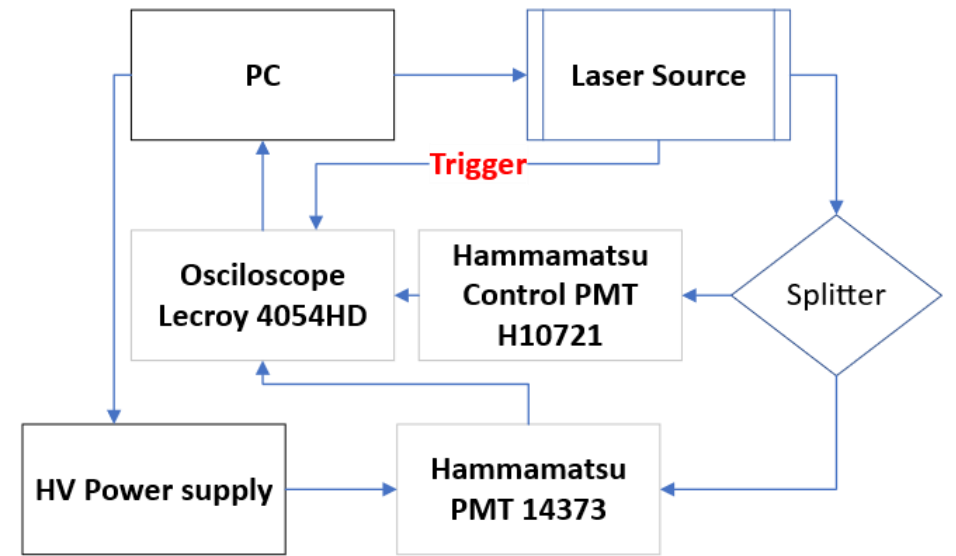 PC
Laser Source
Trigger
Osciloscope
Lecroy 4054HD
Hammamatsu
Control PMT
H10721
Splitter
HV Power supply
Hammamatsu
PMT 14373